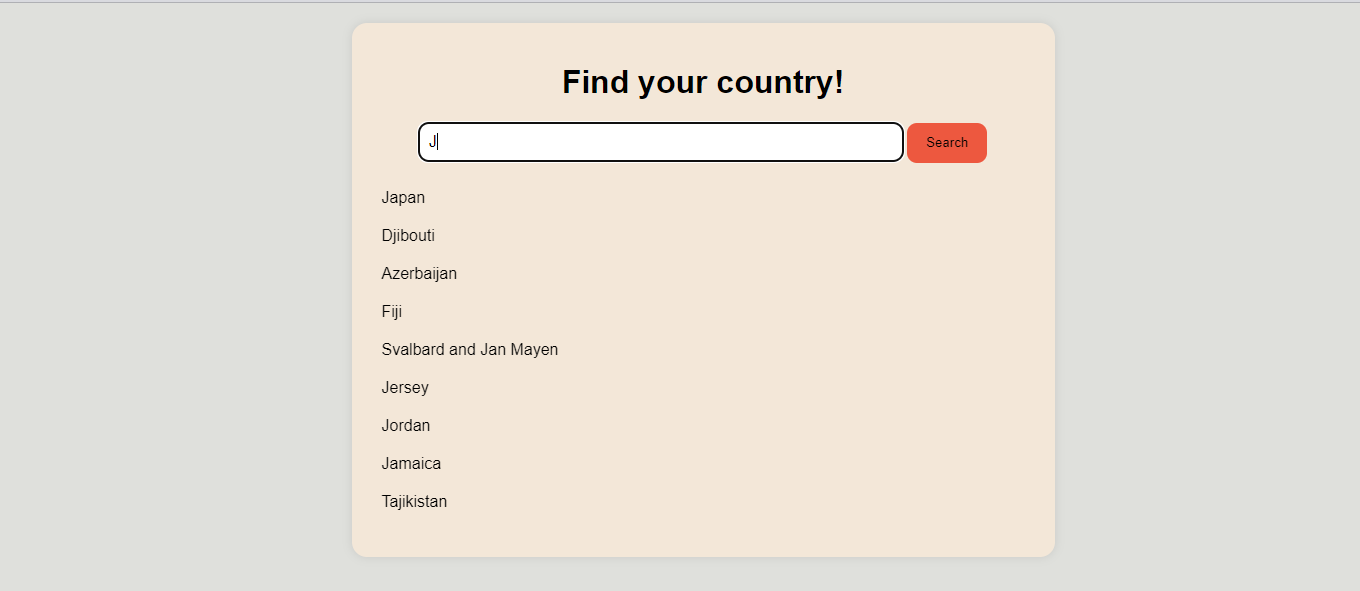 Find your country!
J
Search
Japan
Djibouti
Azerbaijan
Fiji
Svalbard and Jan Mayen
Jersey
Jordan
Jamaica
Tajikistan